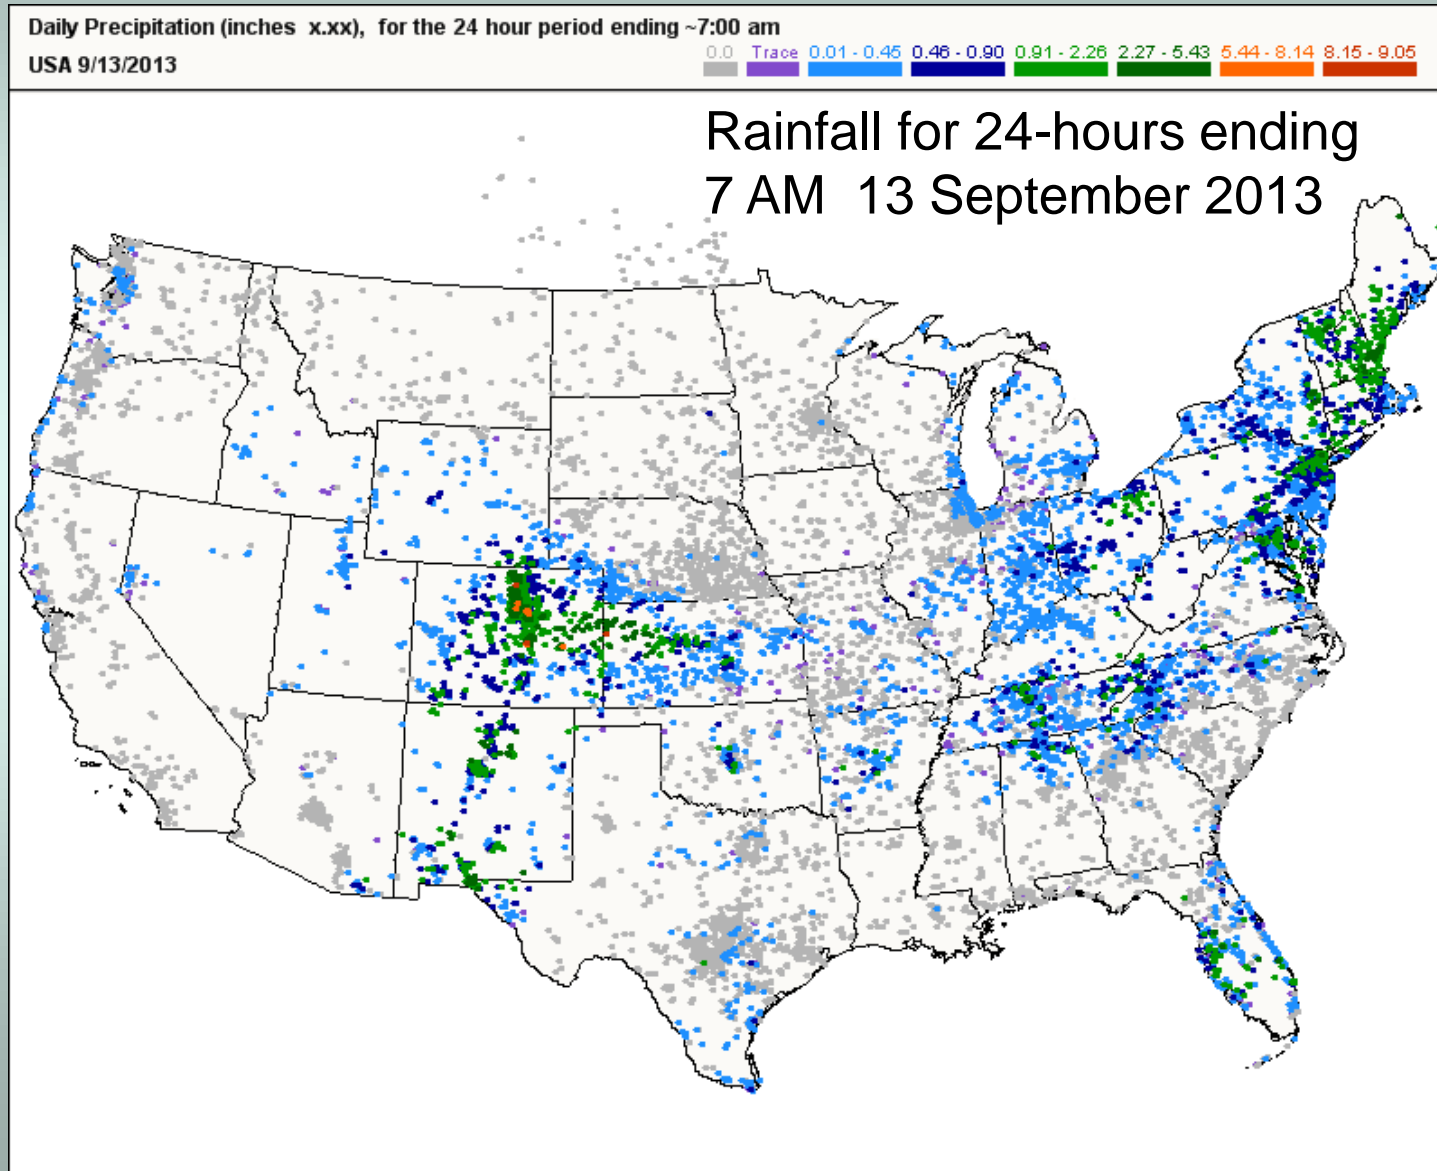 Daily Precipitation (inches x.xx), for the 24 hour period ending ~7:00 am
USA 9/13/2013
0.0 Trace 0.01 - 0.45 0.46 - 0.90 0.91 - 2.26 2.27 - 5.43 5.44 - 8.14 8.15 - 9.05
Rainfall for 24-hours ending
7 AM 13 September 2013